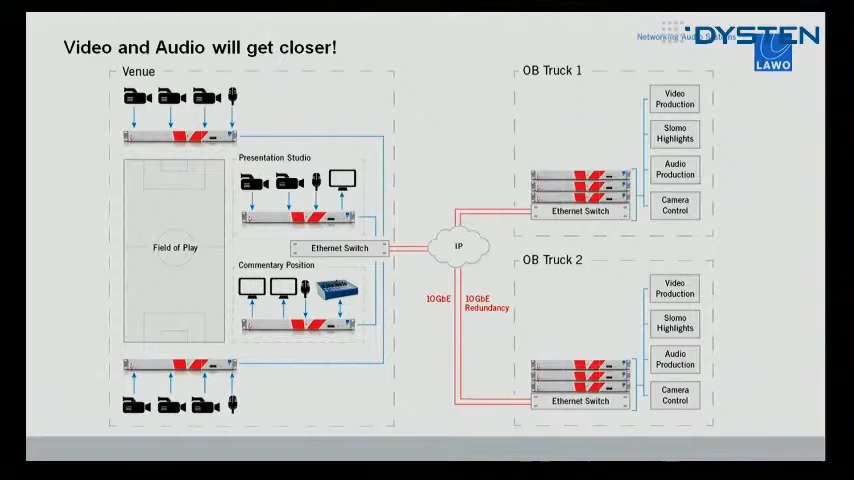 Video and Audio will get closer!
Networking Audio Systems
DYSTEN
LAWO
Venue
Presentation Studio
Field of Play
Ethernet Switch
Commentary Position
IP
10GbE
10GbE
Redundancy
OB Truck 1
Ethernet Switch
Video
Production
Slomo
Highlights
Audio
Production
Camera
Control
OB Truck 2
Ethernet Switch
Video
Production
Slomo
Highlights
Audio
Production
Camera
Control